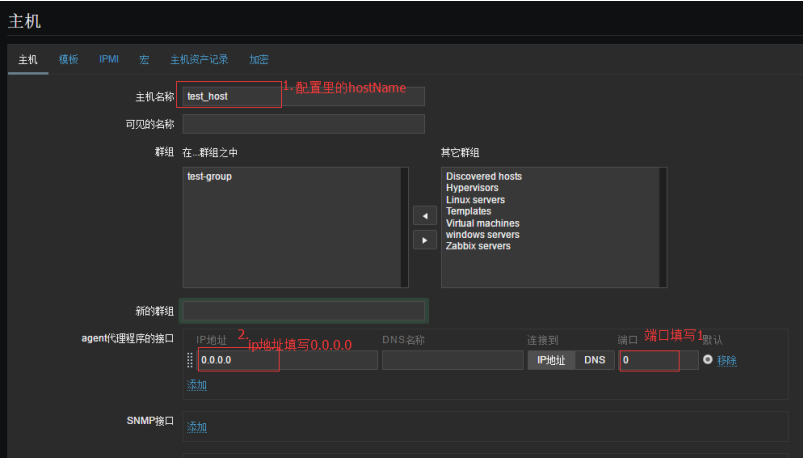 主机
主机 模板 IPMI 宏 主机资产记录 加密
主机名称 test_host 1. 配置里的hostName
可见的名称
群组 在...群组之中 其它群组
test-group
Discovered hosts
Hypervisors
Linux servers
Templates
Virtual machines
windows servers
Zabbix servers
新的群组
agent代理程序的接口 IP地址 2. ip地址填写0.0.0.0 DNS名称 连接到 端口 端口填写1 默认
0.0.0.0 IP地址 DNS 0 移除
添加
SNMP接口 添加